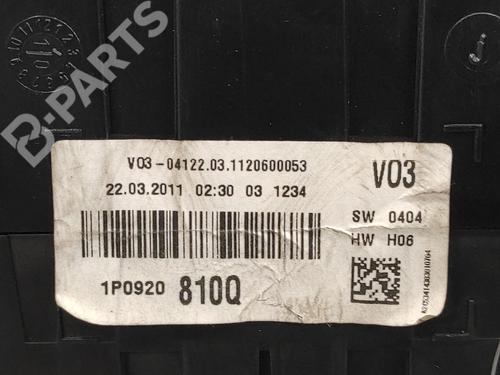 B-PARTS
V03-04122.03.1120600053
22.03.2011 02:30 03 1234
V03
SW 0404
HW H06
1P0920 810Q